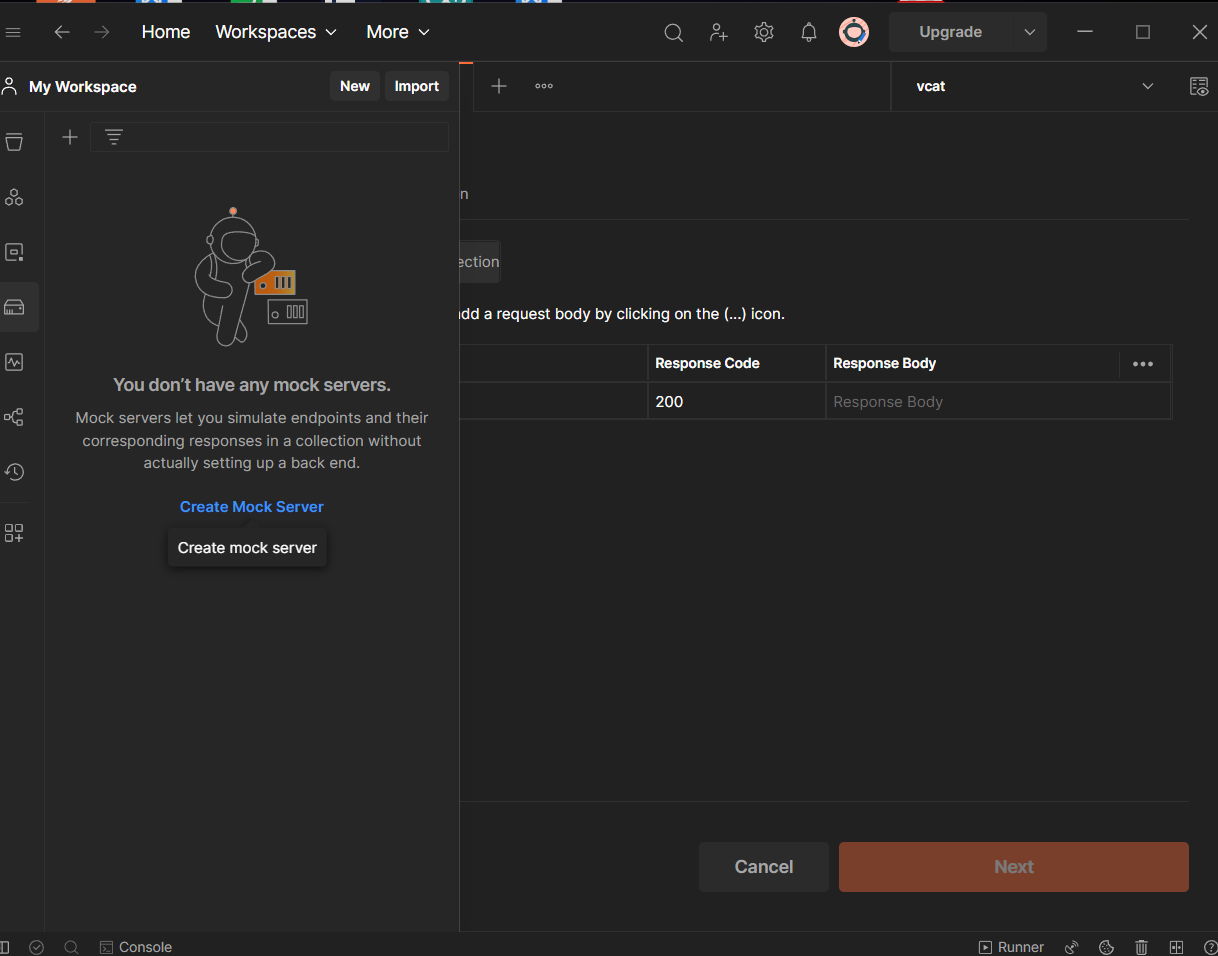 Home Workspaces More Upgrade
My Workspace New Import vcat
n
ection
add a request body by clicking on the (...) icon.
Response Code Response Body
200 Response Body
You don’t have any mock servers.
Mock servers let you simulate endpoints and their
corresponding responses in a collection without
actually setting up a back end.
Create Mock Server
Create mock server
Cancel Next
Console Runner